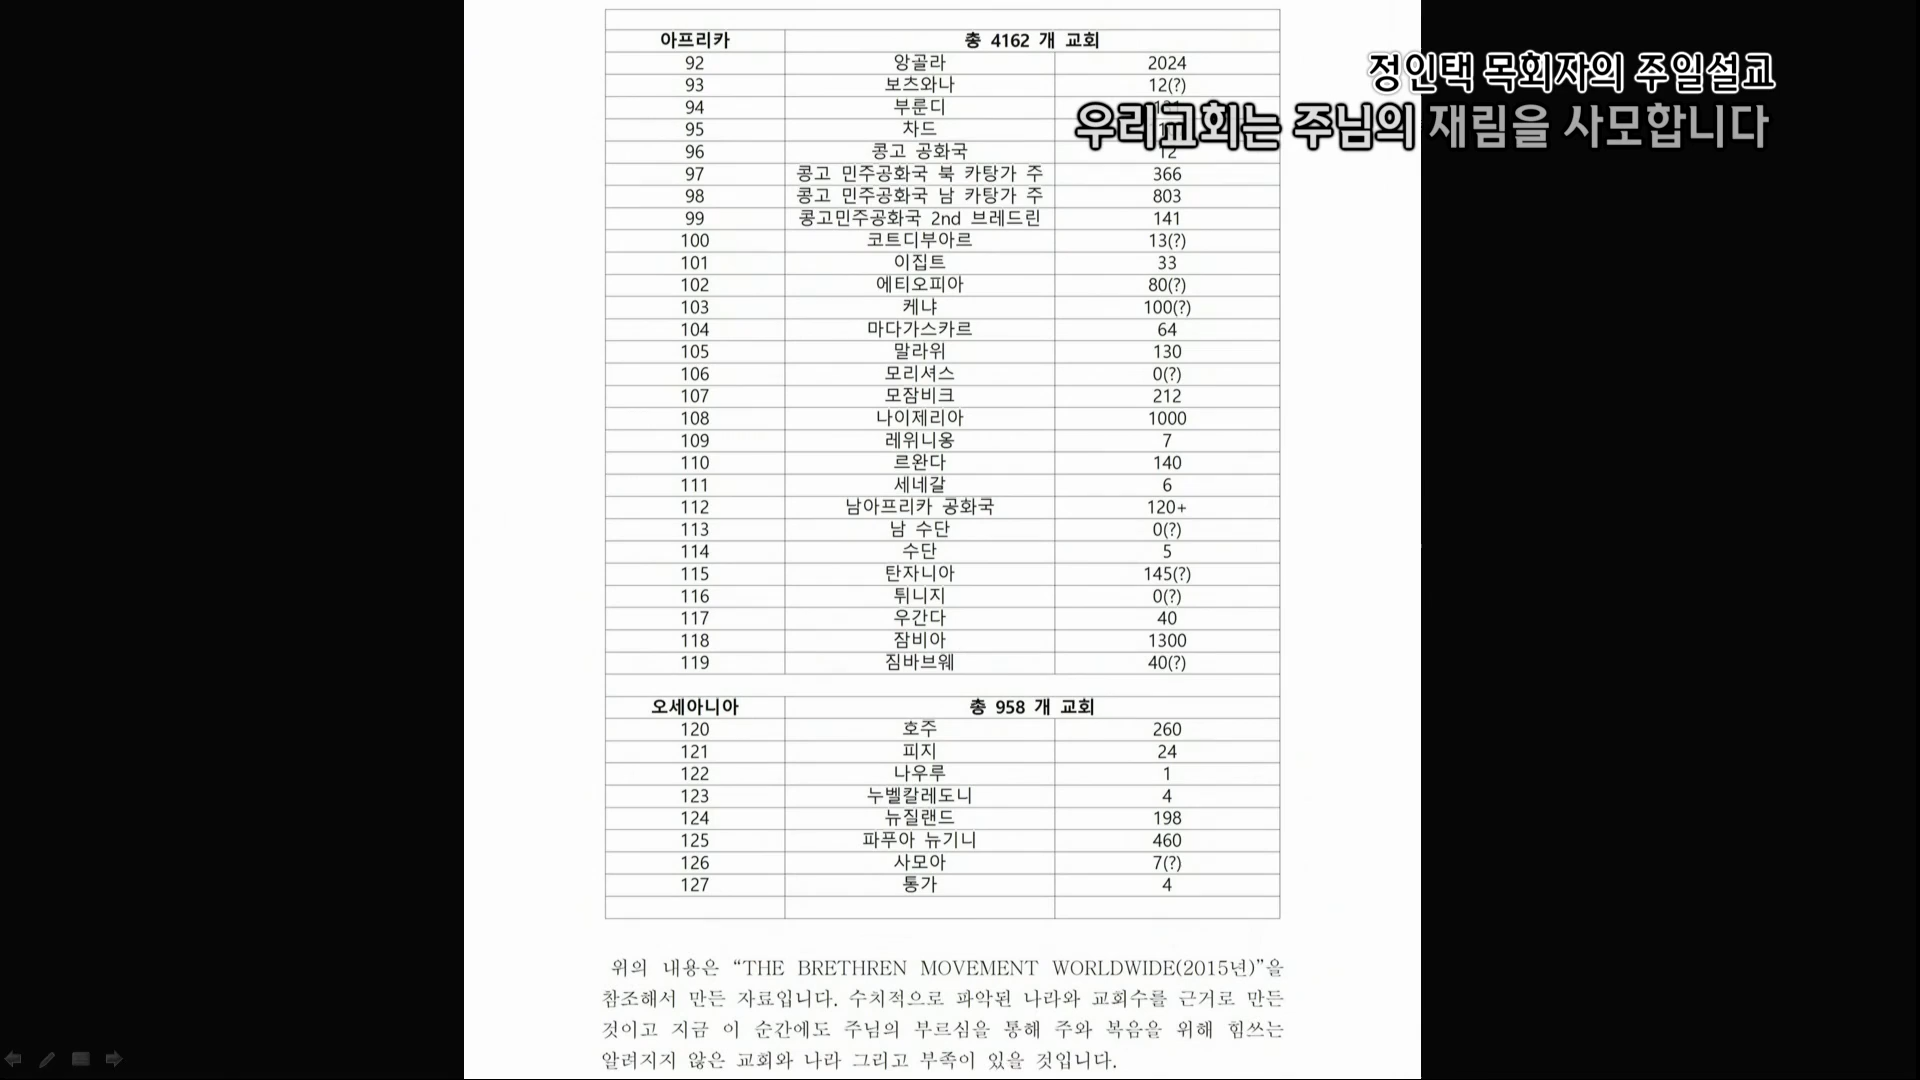 정인택 목회자의 주일설교
우리교회는 주님의 재림을 사모합니다
아프리카 총 4162 개 교회
92 앙골라 2024
93 보츠와나 12(?)
94 부룬디
95 차드
96 콩고 공화국 12
97 콩고 민주공화국 북 카탕가 주 366
98 콩고 민주공화국 남 카탕가 주 803
99 콩고민주공화국 2nd 브레드린 141
100 코트디부아르 13(?)
101 이집트 33
102 에티오피아 80(?)
103 케냐 100(?)
104 마다가스카르 64
105 말라위 130
106 모리셔스 0(?)
107 모잠비크 212
108 나이제리아 1000
109 레위니옹 7
110 르완다 140
111 세네갈 6
112 남아프리카 공화국 120+
113 남 수단 0(?)
114 수단 5
115 탄자니아 145(?)
116 튀니지 0(?)
117 우간다 40
118 잠비아 1300
119 짐바브웨 40(?)
오세아니아 총 958 개 교회
120 호주 260
121 피지 24
122 나우루 1
123 누벨칼레도니 4
124 뉴질랜드 198
125 파푸아 뉴기니 460
126 사모아 7(?)
127 통가 4
위의 내용은 “THE BRETHREN MOVEMENT WORLDWIDE(2015년)”을
참조해서 만든 자료입니다. 수치적으로 파악된 나라와 교회수를 근거로 만든
것이고 지금 이 순간에도 주님의 부르심을 통해 주와 복음을 위해 힘쓰는
알려지지 않은 교회와 나라 그리고 부족이 있을 것입니다.